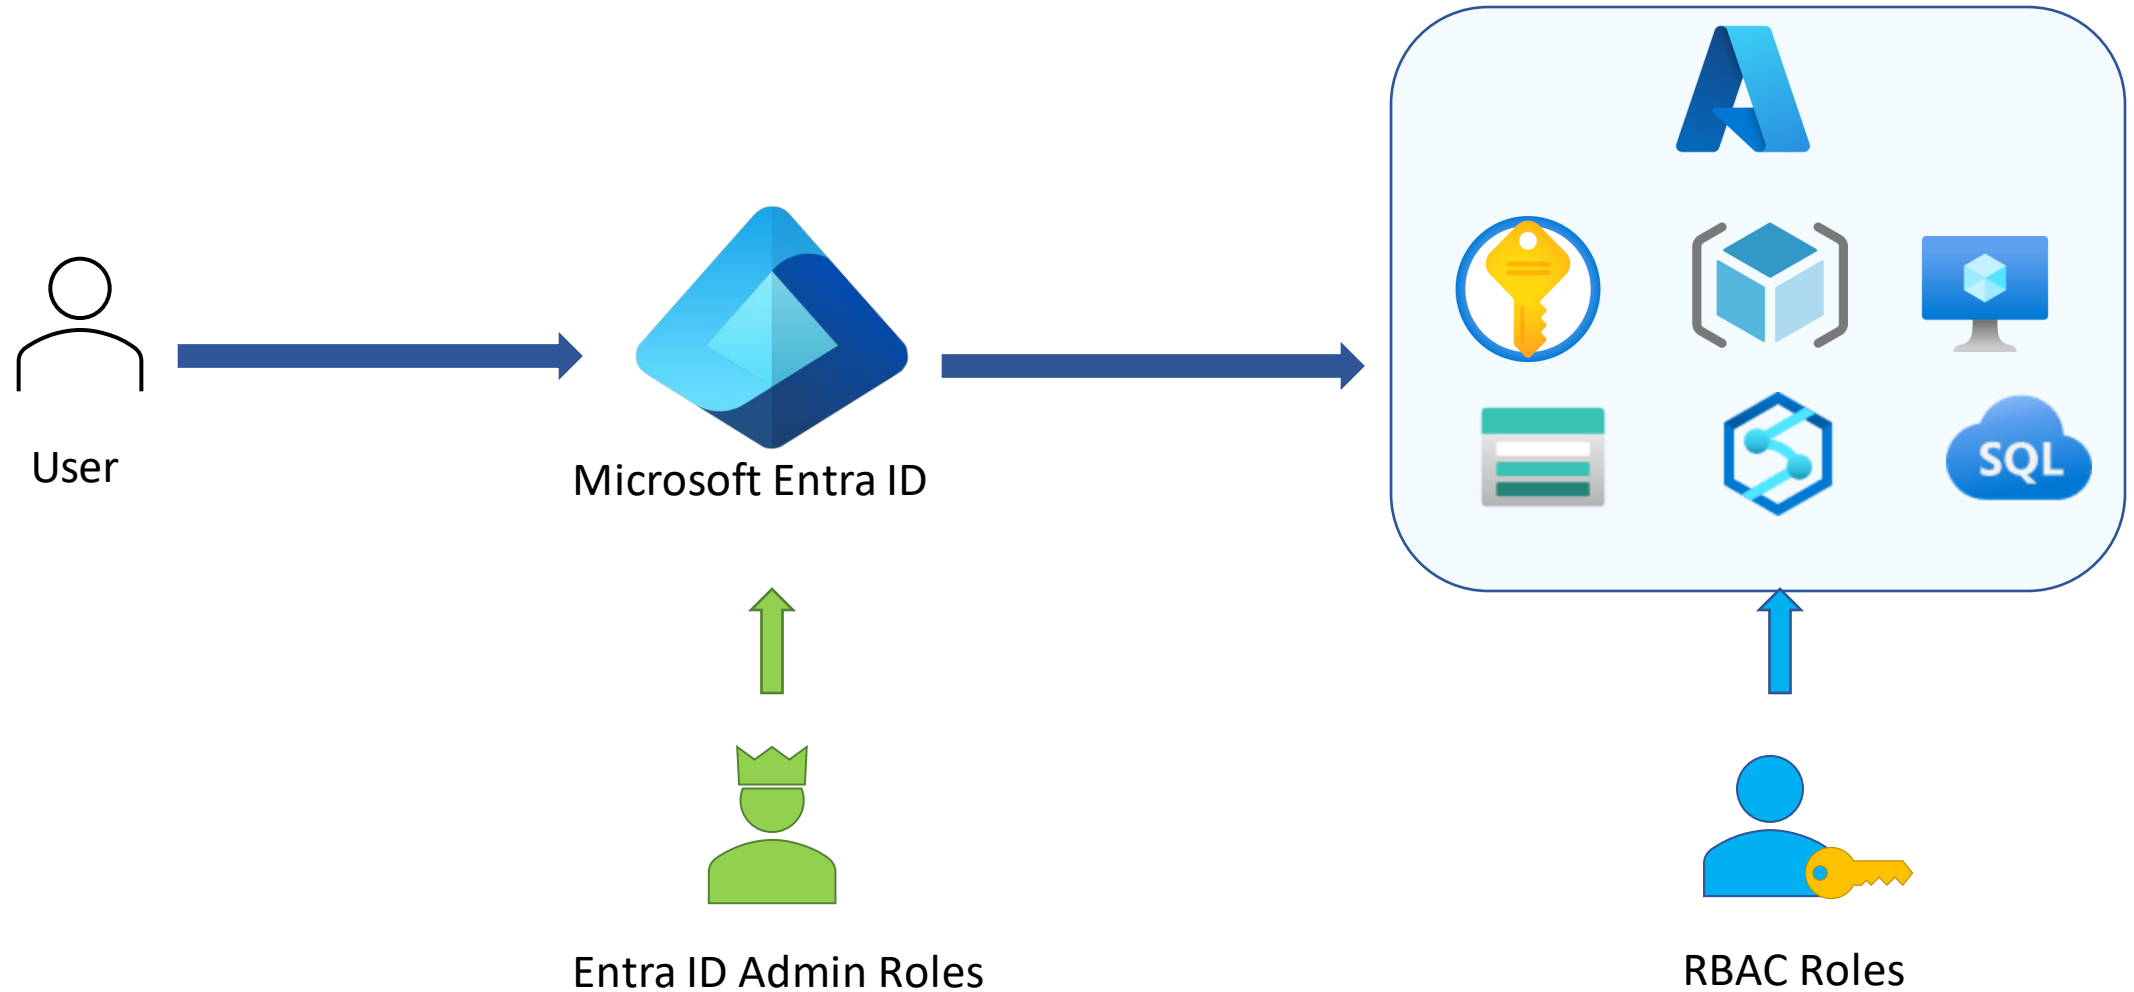 User
Microsoft Entra ID
SQL
Entra ID Admin Roles
RBAC Roles